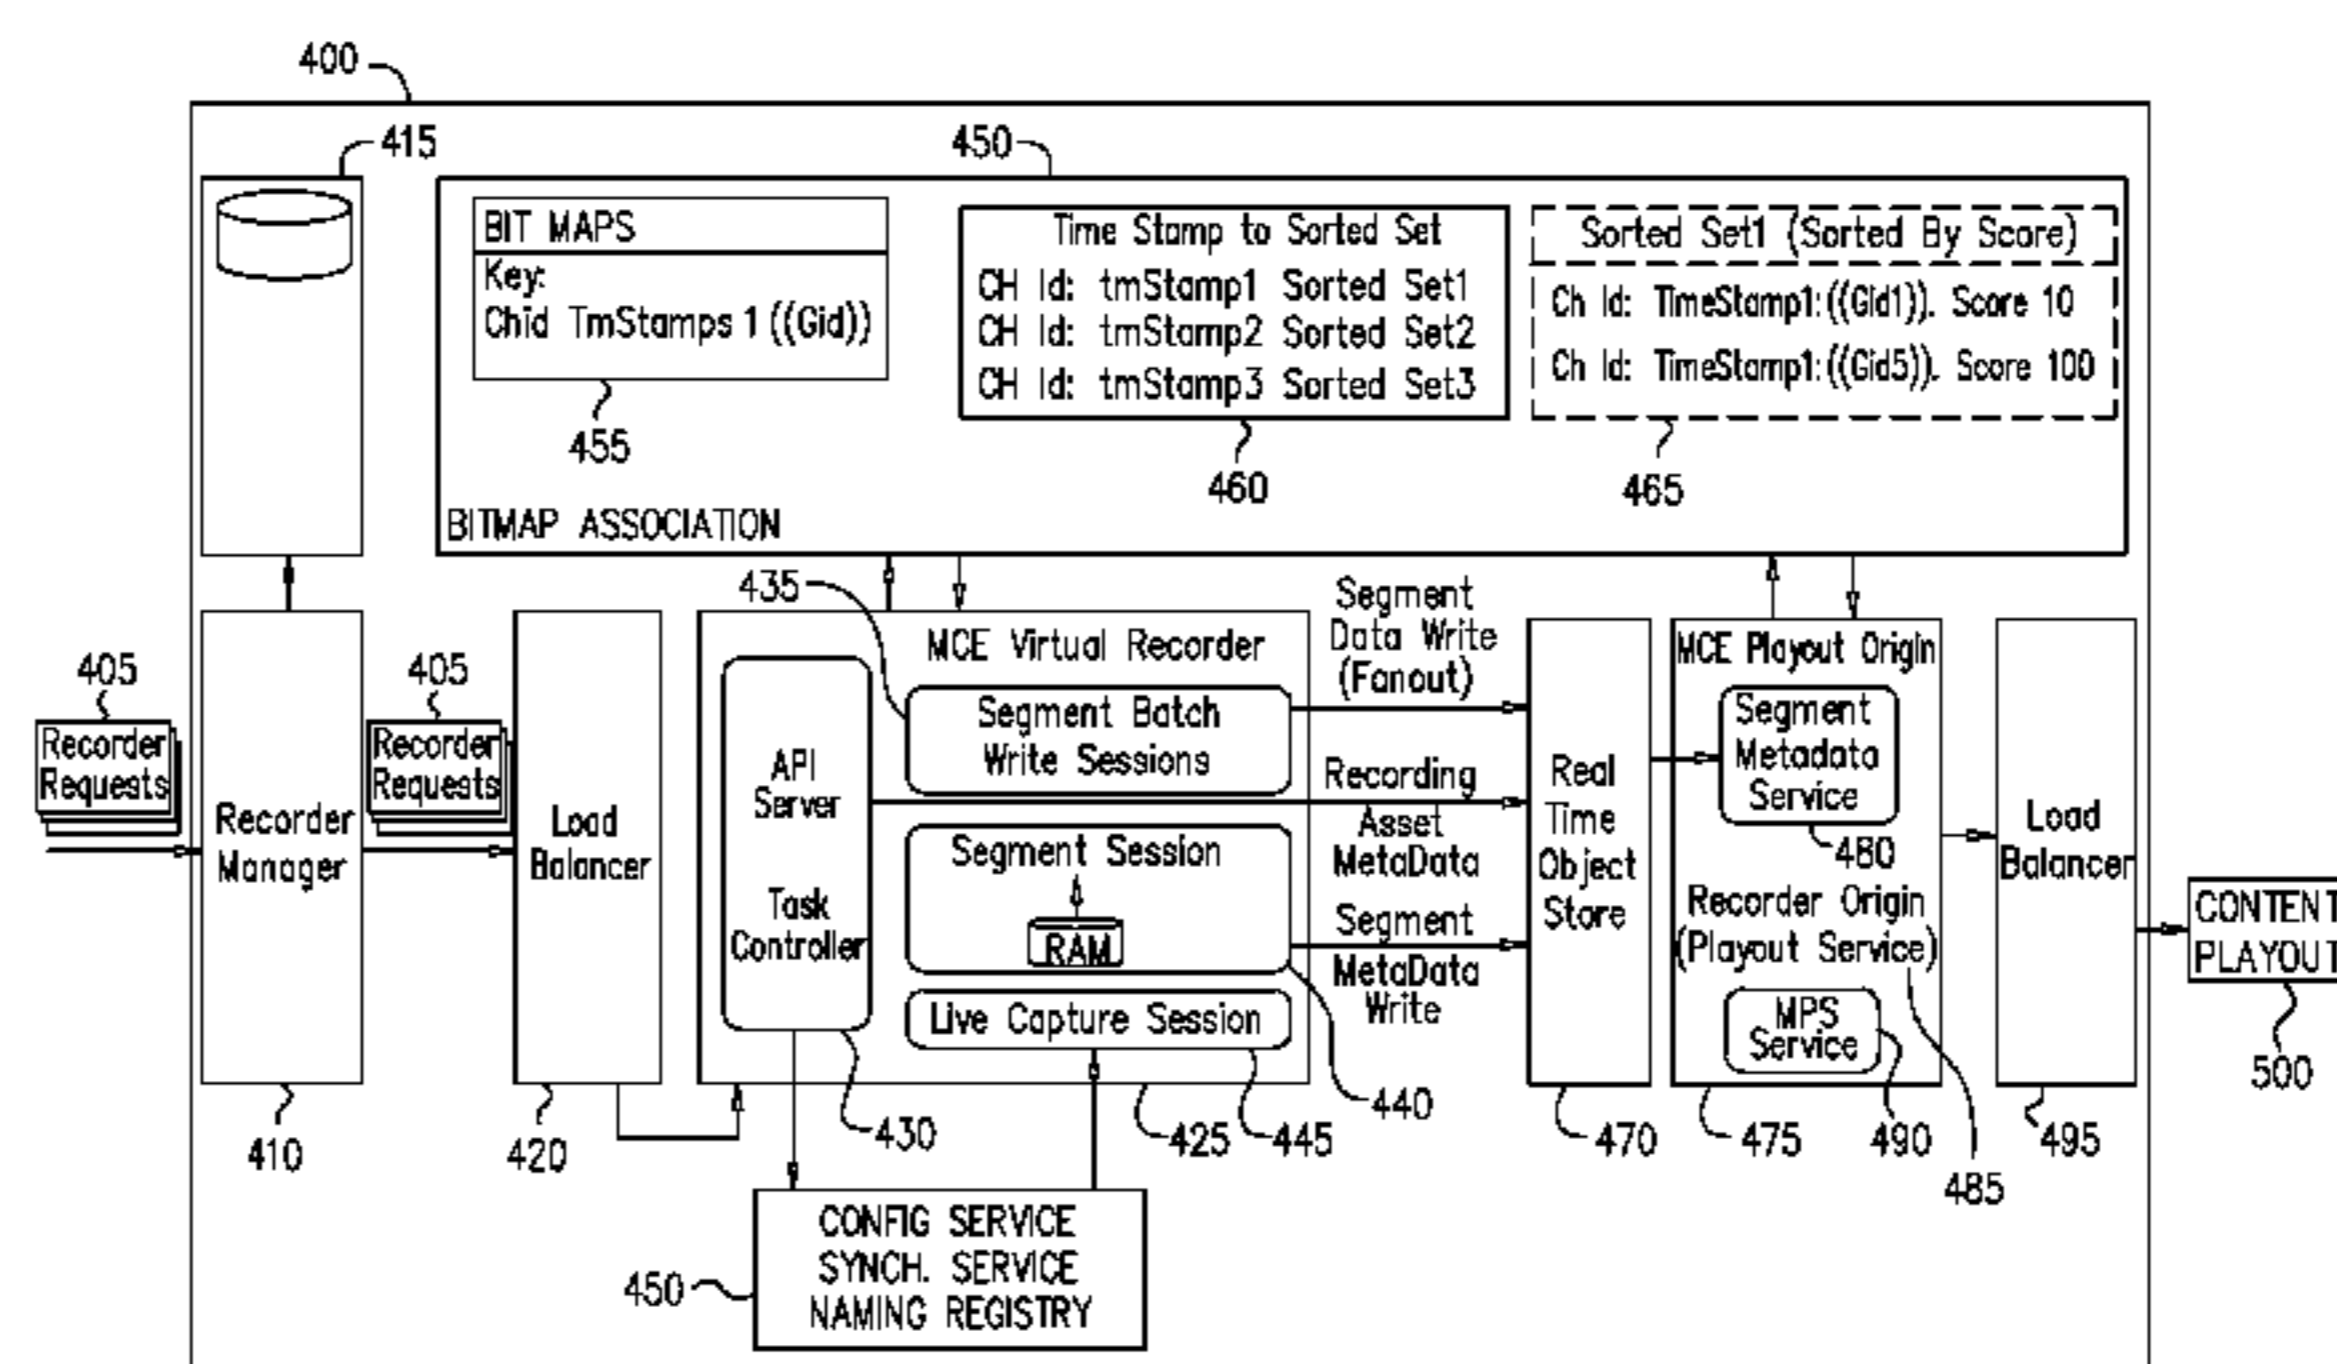 400
415
450
BIT MAPS
Key:
Chid TmStamps 1 ((Gid))
455
Time Stamp to Sorted Set
CH Id: tmStamp1 Sorted Set1
CH Id: tmStamp2 Sorted Set2
CH Id: tmStamp3 Sorted Set3
460
Sorted Set1 (Sorted By Score)
Ch Id: TimeStamp1:((Gid1)). Score 10
Ch Id: TimeStamp1:((Gid5)). Score 100
465
BITMAP ASSOCIATION
405
Recorder
Requests
Recorder
Manager
410
405
Recorder
Requests
Load
Balancer
420
435
MCE Virtual Recorder
API
Server
Task
Controller
430
Segment Batch
Write Sessions
Segment Session
RAM
440
Live Capture Session
445
425
Segment
Data Write
(Fanout)
Recording
Asset
MetaData
Segment
MetaData
Write
Real
Time
Object
Store
470
MCE Playout Origin
Segment
Metadata
Service
480
Recorder Origin
(Playout Service)
MPS
Service
475
490
485
Load
Balancer
495
CONTENT
PLAYOUT
500
CONFIG SERVICE
SYNCH. SERVICE
NAMING REGISTRY
450